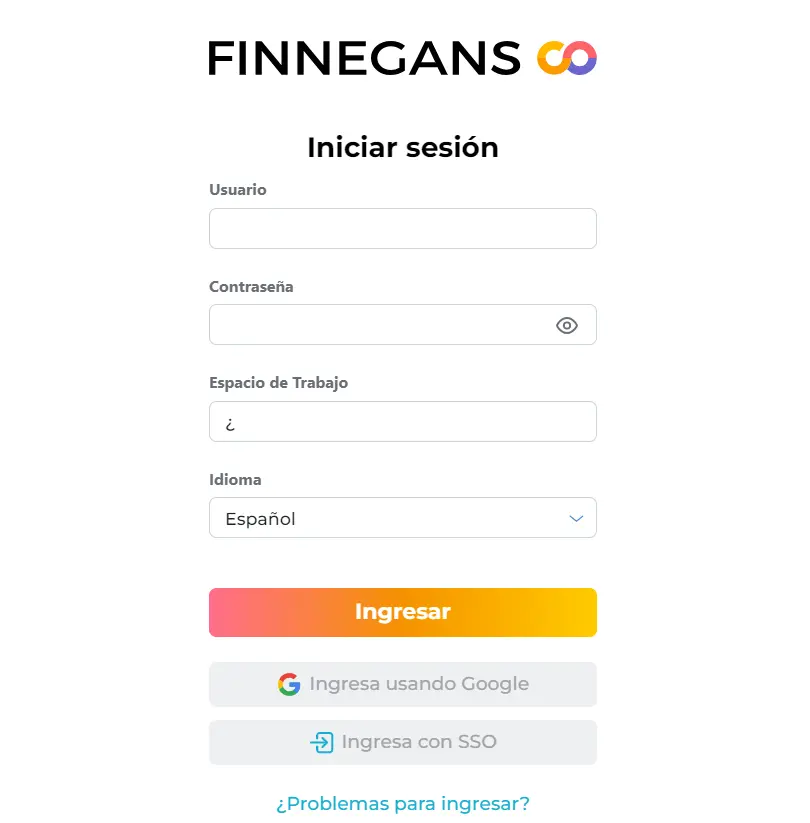 FINNEGANS
Iniciar sesión
Usuario
Contraseña
Espacio de Trabajo
¿
Idioma
Español
Ingresar
Ingresa usando Google
Ingresa con SSO
¿Problemas para ingresar?